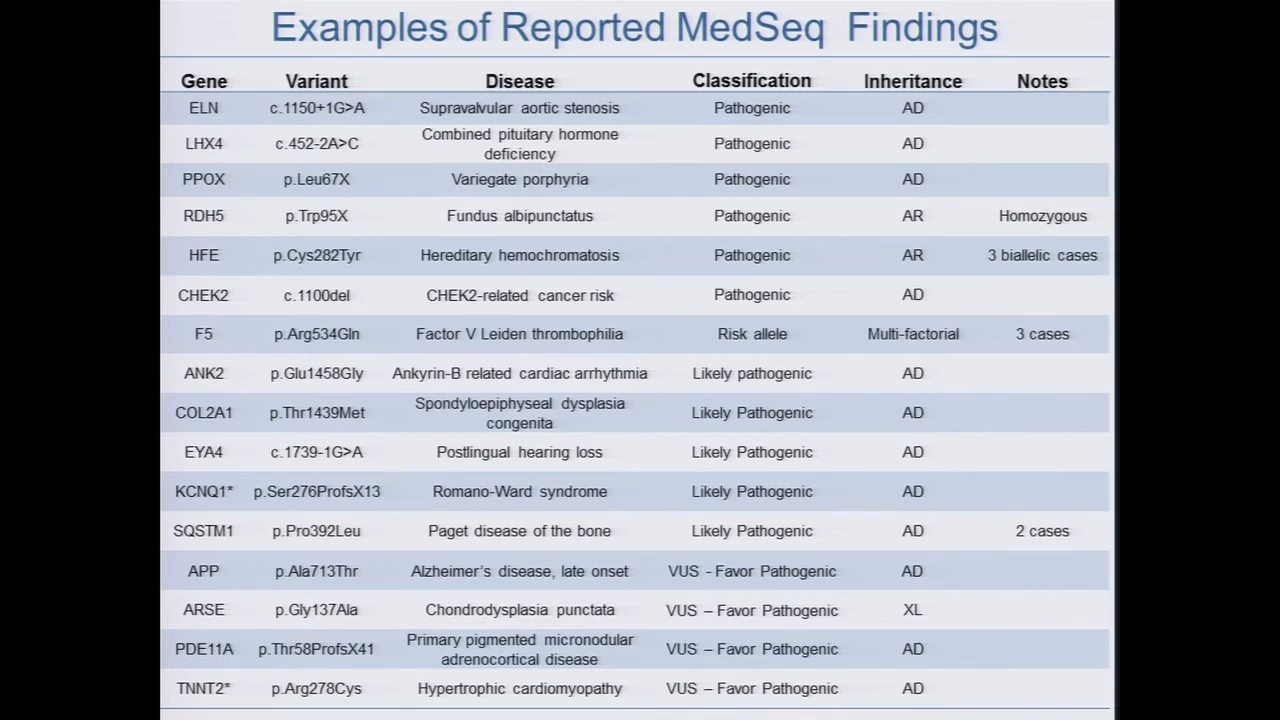 Examples of Reported MedSeq Findings
Gene Variant Disease Classification Inheritance Notes
ELN c.1150+1G>A Supravalvular aortic stenosis Pathogenic AD
LHX4 c.452-2A>C Combined pituitary hormone deficiency Pathogenic AD
PPOX p.Leu67X Variegate porphyria Pathogenic AD
RDH5 p.Trp95X Fundus albipunctatus Pathogenic AR Homozygous
HFE p.Cys282Tyr Hereditary hemochromatosis Pathogenic AR 3 biallelic cases
CHEK2 c.1100del CHEK2-related cancer risk Pathogenic AD
F5 p.Arg534Gln Factor V Leiden thrombophilia Risk allele Multi-factorial 3 cases
ANK2 p.Glu1458Gly Ankyrin-B related cardiac arrhythmia Likely pathogenic AD
COL2A1 p.Thr1439Met Spondyloepiphyseal dysplasia congenita Likely Pathogenic AD
EYA4 c.1739-1G>A Postlingual hearing loss Likely Pathogenic AD
KCNQ1* p.Ser276ProfsX13 Romano-Ward syndrome Likely Pathogenic AD
SQSTM1 p.Pro392Leu Paget disease of the bone Likely Pathogenic AD 2 cases
APP p.Ala713Thr Alzheimer's disease, late onset VUS - Favor Pathogenic AD
ARSE p.Gly137Ala Chondrodysplasia punctata VUS – Favor Pathogenic XL
PDE11A p.Thr58ProfsX41 Primary pigmented micronodular adrenocortical disease VUS – Favor Pathogenic AD
TNNT2* p.Arg278Cys Hypertrophic cardiomyopathy VUS – Favor Pathogenic AD